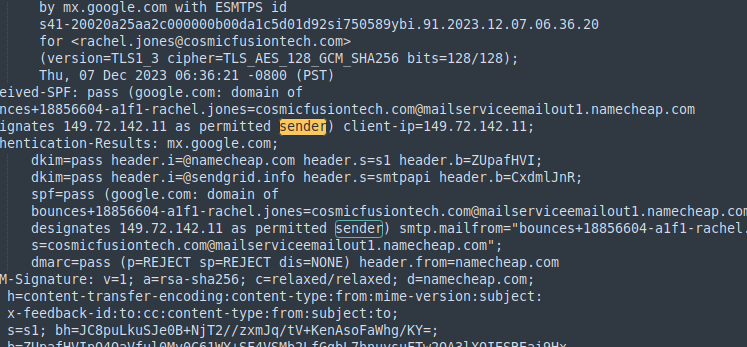 by mx.google.com with ESMTPS id
s41-20020a25aa2c000000b00da1c5d01d92si750589ybi.91.2023.12.07.06.36.20
for <rachel.jones@cosmicfusiontech.com>
(version=TLS1_3 cipher=TLS_AES_128_GCM_SHA256 bits=128/128);
Thu, 07 Dec 2023 06:36:21 -0800 (PST)
eived-SPF: pass (google.com: domain of
nces+18856604-a1f1-rachel.jones=cosmicfusiontech.com@mailserviceemailout1.namecheap.com
ignates 149.72.142.11 as permitted sender) client-ip=149.72.142.11;
hentication-Results: mx.google.com;
dkim=pass header.i=@namecheap.com header.s=s1 header.b=ZUpafHVI;
dkim=pass header.i=@sendgrid.info header.s=smtpapi header.b=CxdmlJnR;
spf=pass (google.com: domain of
bounces+18856604-a1f1-rachel.jones=cosmicfusiontech.com@mailserviceemailout1.namecheap.com
designates 149.72.142.11 as permitted sender) smtp.mailfrom="bounces+18856604-a1f1-rachel.
s=cosmicfusiontech.com@mailserviceemailout1.namecheap.com";
dmarc=pass (p=REJECT sp=REJECT dis=NONE) header.from=namecheap.com
M-Signature: v=1; a=rsa-sha256; c=relaxed/relaxed; d=namecheap.com;
h=content-transfer-encoding:content-type:from:mime-version:subject:
x-feedback-id:to:cc:content-type:from:subject:to;
s=s1; bh=JC8puLkuSJe0B+NjT2//zxmJq/tV+KenAsoFaWhg/KY=;